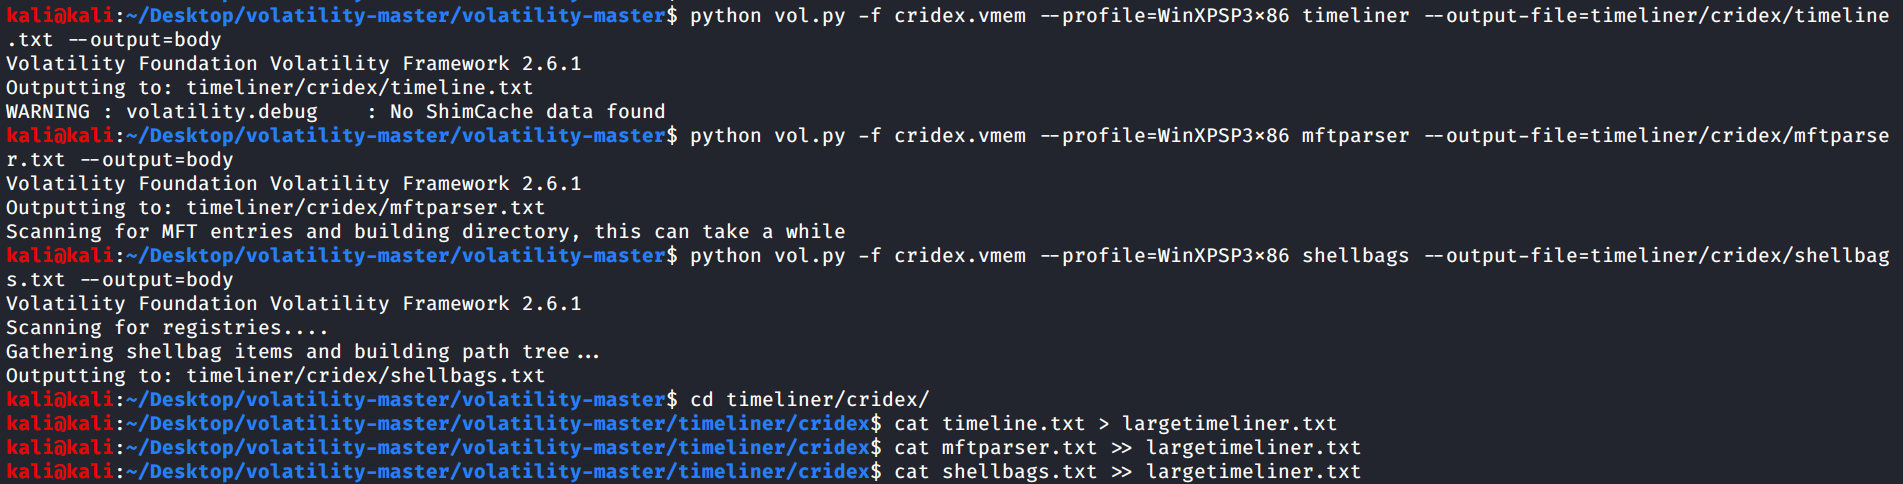 kali@kali:~/Desktop/volatility-master/volatility-master$ python vol.py -f cridex.vmem --profile=WinXPSP3×86 timeliner --output-file=timeliner/cridex/timeline
.txt --output=body
Volatility Foundation Volatility Framework 2.6.1
Outputting to: timeliner/cridex/timeline.txt
WARNING : volatility.debug    : No ShimCache data found
kali@kali:~/Desktop/volatility-master/volatility-master$ python vol.py -f cridex.vmem --profile=WinXPSP3×86 mftparser --output-file=timeliner/cridex/mftparse
r.txt --output=body
Volatility Foundation Volatility Framework 2.6.1
Outputting to: timeliner/cridex/mftparser.txt
Scanning for MFT entries and building directory, this can take a while
kali@kali:~/Desktop/volatility-master/volatility-master$ python vol.py -f cridex.vmem --profile=WinXPSP3×86 shellbags --output-file=timeliner/cridex/shellbag
s.txt --output=body
Volatility Foundation Volatility Framework 2.6.1
Scanning for registries....
Gathering shellbag items and building path tree...
Outputting to: timeliner/cridex/shellbags.txt
kali@kali:~/Desktop/volatility-master/volatility-master$ cd timeliner/cridex/
kali@kali:~/Desktop/volatility-master/volatility-master/timeliner/cridex$ cat timeline.txt > largetimeliner.txt
kali@kali:~/Desktop/volatility-master/volatility-master/timeliner/cridex$ cat mftparser.txt >> largetimeliner.txt
kali@kali:~/Desktop/volatility-master/volatility-master/timeliner/cridex$ cat shellbags.txt >> largetimeliner.txt